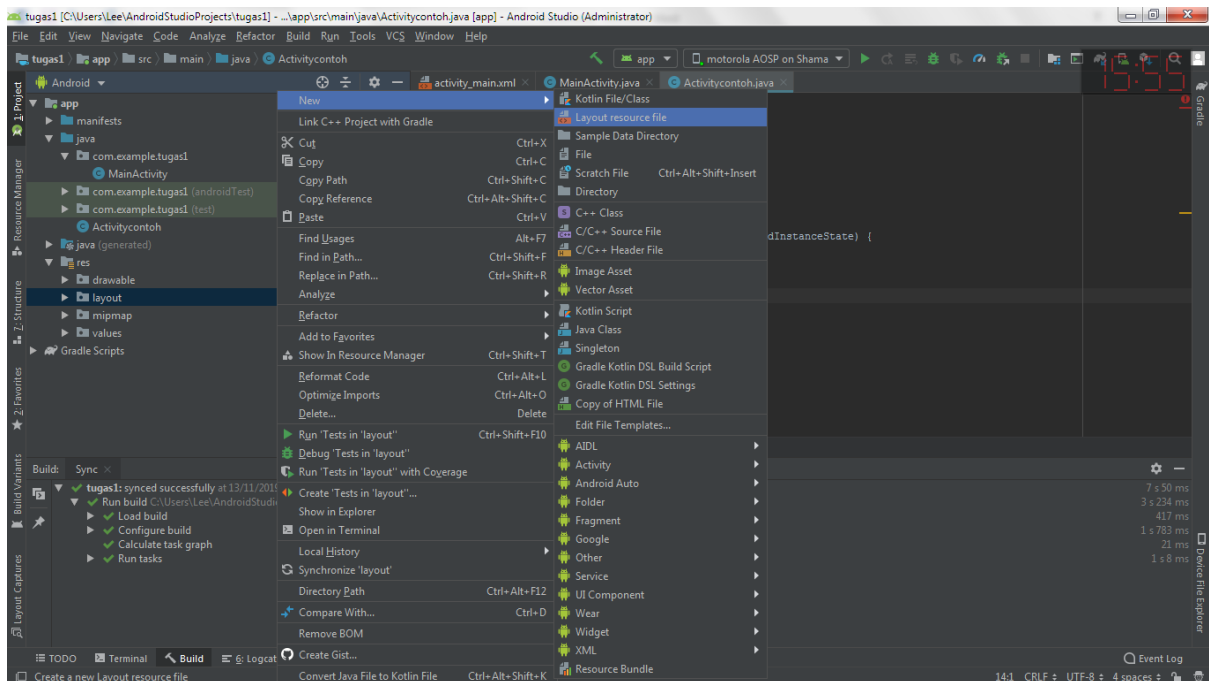 tugas1 [C:\Users\Lee\AndroidStudioProjects\tugas1] - ...\app\src\main\java\Activitycontoh.java [app] - Android Studio (Administrator)
File Edit View Navigate Code Analyze Refactor Build Run Tools VCS Window Help
tugas1 app src main java Activitycontoh app motorola AOSP on Shama
15:55
Android activity_main.xml MainActivity.java Activitycontoh.java
1: Project
Resource Manager
7: Structure
2: Favorites
Build Variants
Layout Captures
app
manifests
java
com.example.tugas1
MainActivity
com.example.tugas1 (androidTest)
com.example.tugas1 (test)
Activitycontoh
java (generated)
res
drawable
layout
mipmap
values
Gradle Scripts
New
Link C++ Project with Gradle
Cut Ctrl+X
Copy Ctrl+C
Copy Path Ctrl+Shift+C
Copy Reference Ctrl+Alt+Shift+C
Paste Ctrl+V
Find Usages Alt+F7
Find in Path... Ctrl+Shift+F
Replace in Path... Ctrl+Shift+R
Analyze
Refactor
Add to Favorites
Show In Resource Manager Ctrl+Shift+T
Reformat Code Ctrl+Alt+L
Optimize Imports Ctrl+Alt+O
Delete... Delete
Run 'Tests in 'layout'' Ctrl+Shift+F10
Debug 'Tests in 'layout''
Run 'Tests in 'layout'' with Coverage
Create 'Tests in 'layout''...
Show in Explorer
Open in Terminal
Local History
Synchronize 'layout'
Directory Path Ctrl+Alt+F12
Compare With... Ctrl+D
Remove BOM
Create Gist...
Convert Java File to Kotlin File Ctrl+Alt+Shift+K
Kotlin File/Class
Layout resource file
Sample Data Directory
File
Scratch File Ctrl+Alt+Shift+Insert
Directory
C++ Class
C/C++ Source File
C/C++ Header File
Image Asset
Vector Asset
Kotlin Script
Java Class
Singleton
Gradle Kotlin DSL Build Script
Gradle Kotlin DSL Settings
Copy of HTML File
Edit File Templates...
AIDL
Activity
Android Auto
Folder
Fragment
Google
Other
Service
UI Component
Wear
Widget
XML
Resource Bundle
dInstanceState) {
Gradle
Device File Explorer
Build: Sync
tugas1: synced successfully at 13/11/201
Run build C:\Users\Lee\AndroidStudi
Load build
Configure build
Calculate task graph
Run tasks
7 s 50 ms
3 s 234 ms
417 ms
1 s 783 ms
21 ms
1 s 8 ms
TODO Terminal Build 6: Logcat Event Log
Create a new Layout resource file 14:1 CRLF UTF-8 4 spaces